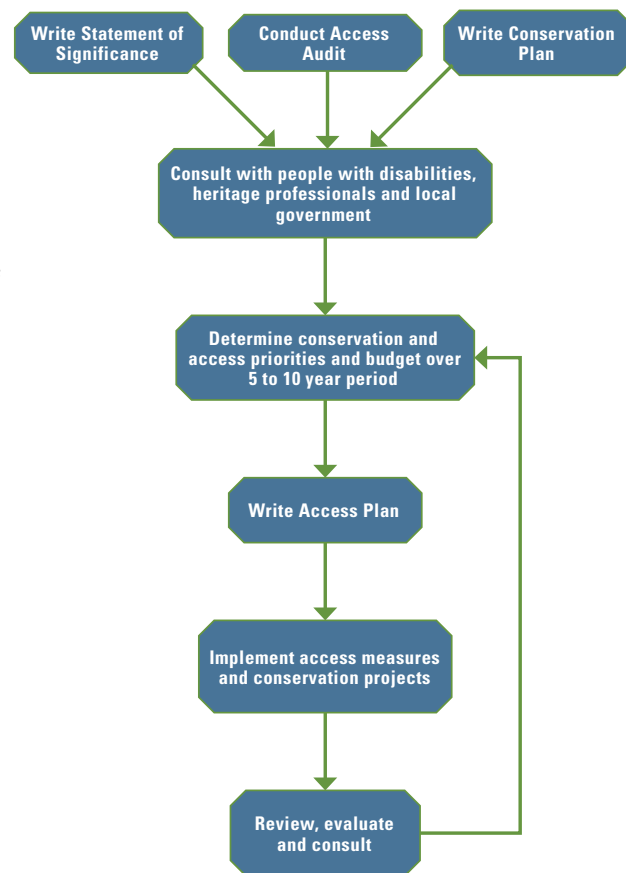 Write Statement of
Significance
Conduct Access
Audit
Write Conservation
Plan
Consult with people with disabilities,
heritage professionals and local
government
Determine conservation and
access priorities and budget over
5 to 10 year period
Write Access Plan
Implement access measures
and conservation projects
Review, evaluate
and consult